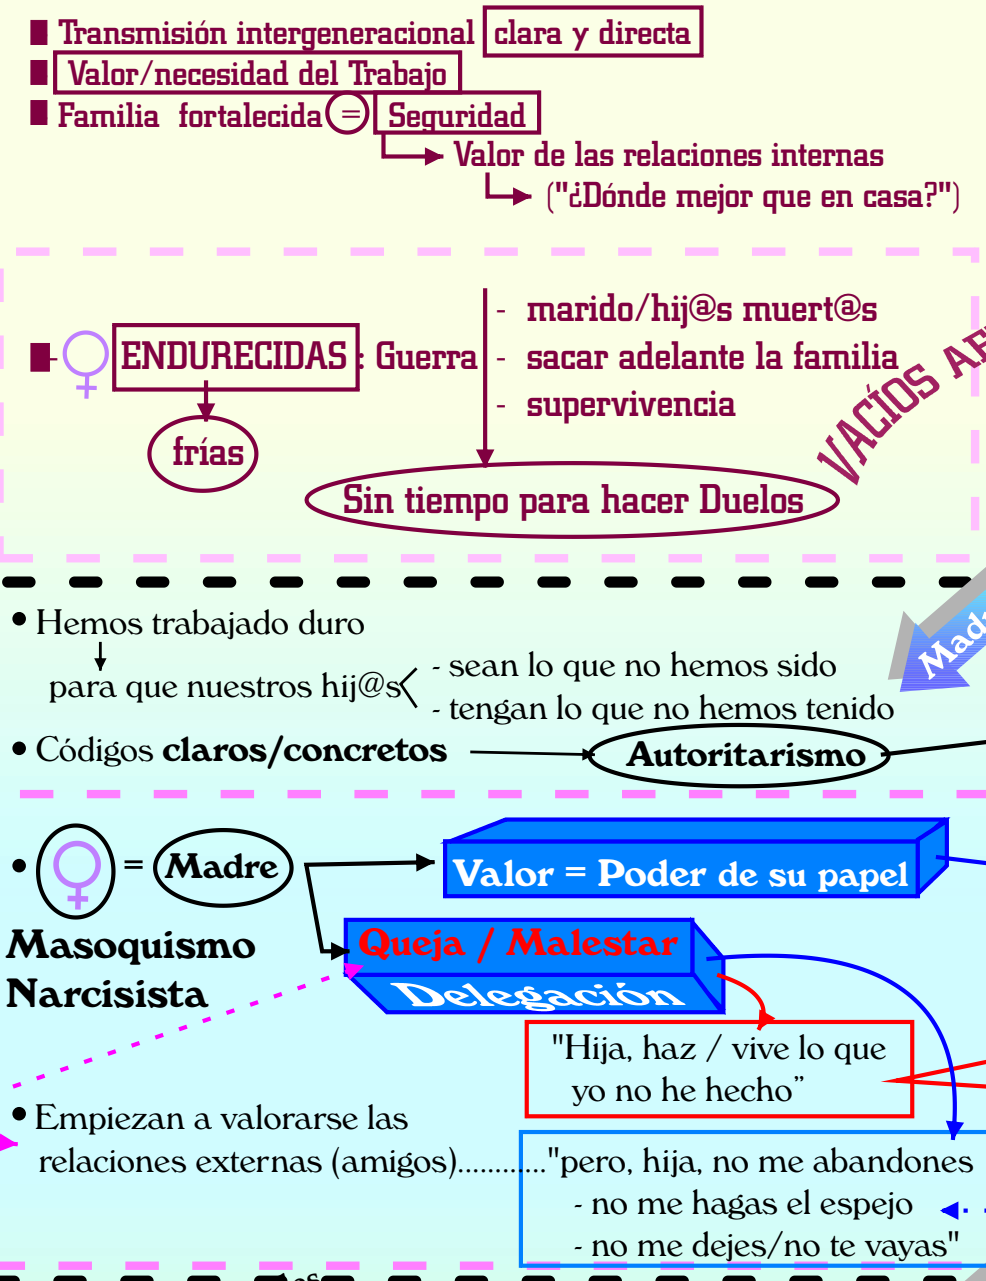 Transmisión intergeneracional clara y directa
Valor/necesidad del Trabajo
Familia fortalecida = Seguridad
Valor de las relaciones internas
("¿Dónde mejor que en casa?")
- marido/hij@s muert@s
- ♀ ENDURECIDAS : Guerra - sacar adelante la familia
- supervivencia
VACÍOS
frías
Sin tiempo para hacer Duelos
• Hemos trabajado duro
para que nuestros hij@s
- sean lo que no hemos sido
- tengan lo que no hemos tenido
• Códigos claros/concretos
Autoritarismo
• ♀ = Madre
Valor = Poder de su papel
Masoquismo
Narcisista
Queja / Malestar
Delegación
"Hija, haz / vive lo que
yo no he hecho”
• Empiezan a valorarse las
relaciones externas (amigos)............"pero, hija, no me abandones
- no me hagas el espejo
- no me dejes/no te vayas"